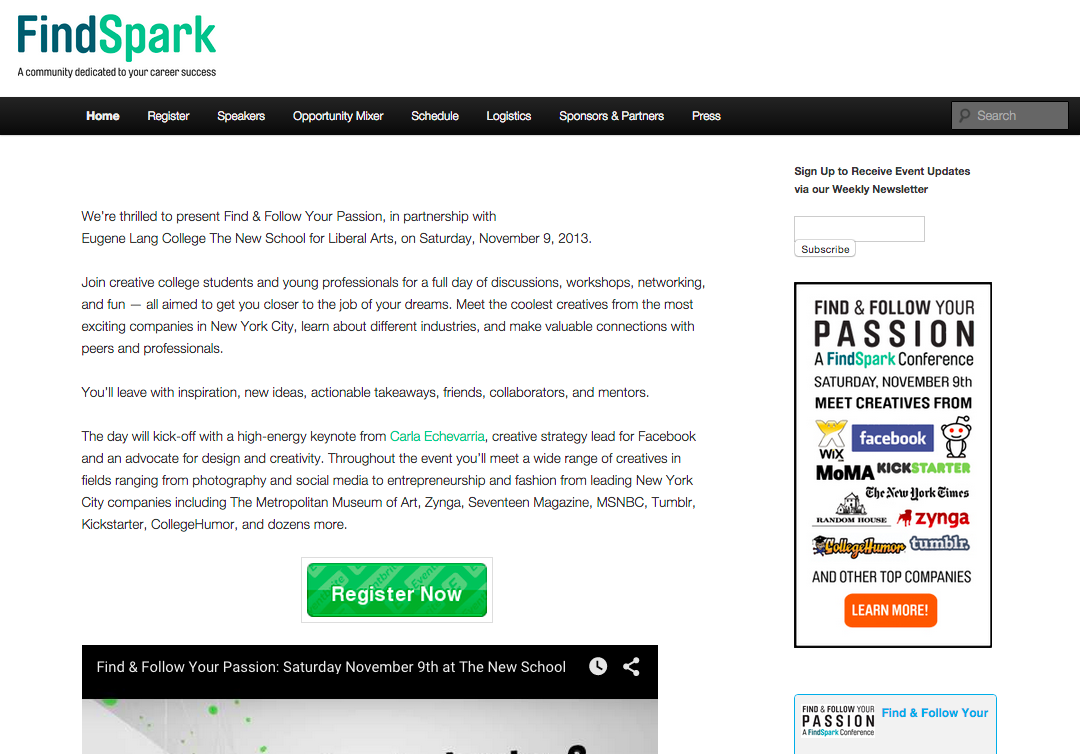 FindSpark
A community dedicated to your career success
Home Register Speakers Opportunity Mixer Schedule Logistics Sponsors & Partners Press Search
We're thrilled to present Find & Follow Your Passion, in partnership with
Eugene Lang College The New School for Liberal Arts, on Saturday, November 9, 2013.
Join creative college students and young professionals for a full day of discussions, workshops, networking,
and fun — all aimed to get you closer to the job of your dreams. Meet the coolest creatives from the most
exciting companies in New York City, learn about different industries, and make valuable connections with
peers and professionals.
You'll leave with inspiration, new ideas, actionable takeaways, friends, collaborators, and mentors.
The day will kick-off with a high-energy keynote from Carla Echevarria, creative strategy lead for Facebook
and an advocate for design and creativity. Throughout the event you'll meet a wide range of creatives in
fields ranging from photography and social media to entrepreneurship and fashion from leading New York
City companies including The Metropolitan Museum of Art, Zynga, Seventeen Magazine, MSNBC, Tumblr,
Kickstarter, CollegeHumor, and dozens more.
Register Now
Find & Follow Your Passion: Saturday November 9th at The New School
Sign Up to Receive Event Updates
via our Weekly Newsletter
Subscribe
FIND & FOLLOW YOUR
PASSION
A FindSpark Conference
SATURDAY, NOVEMBER 9th
MEET CREATIVES FROM
WiX facebook
MoMA KICKSTARTER
The New York Times
RANDOM HOUSE zynga
CollegeHumor tumblr.
AND OTHER TOP COMPANIES
LEARN MORE!
FIND & FOLLOW YOUR
PASSION
A FindSpark Conference
Find & Follow Your